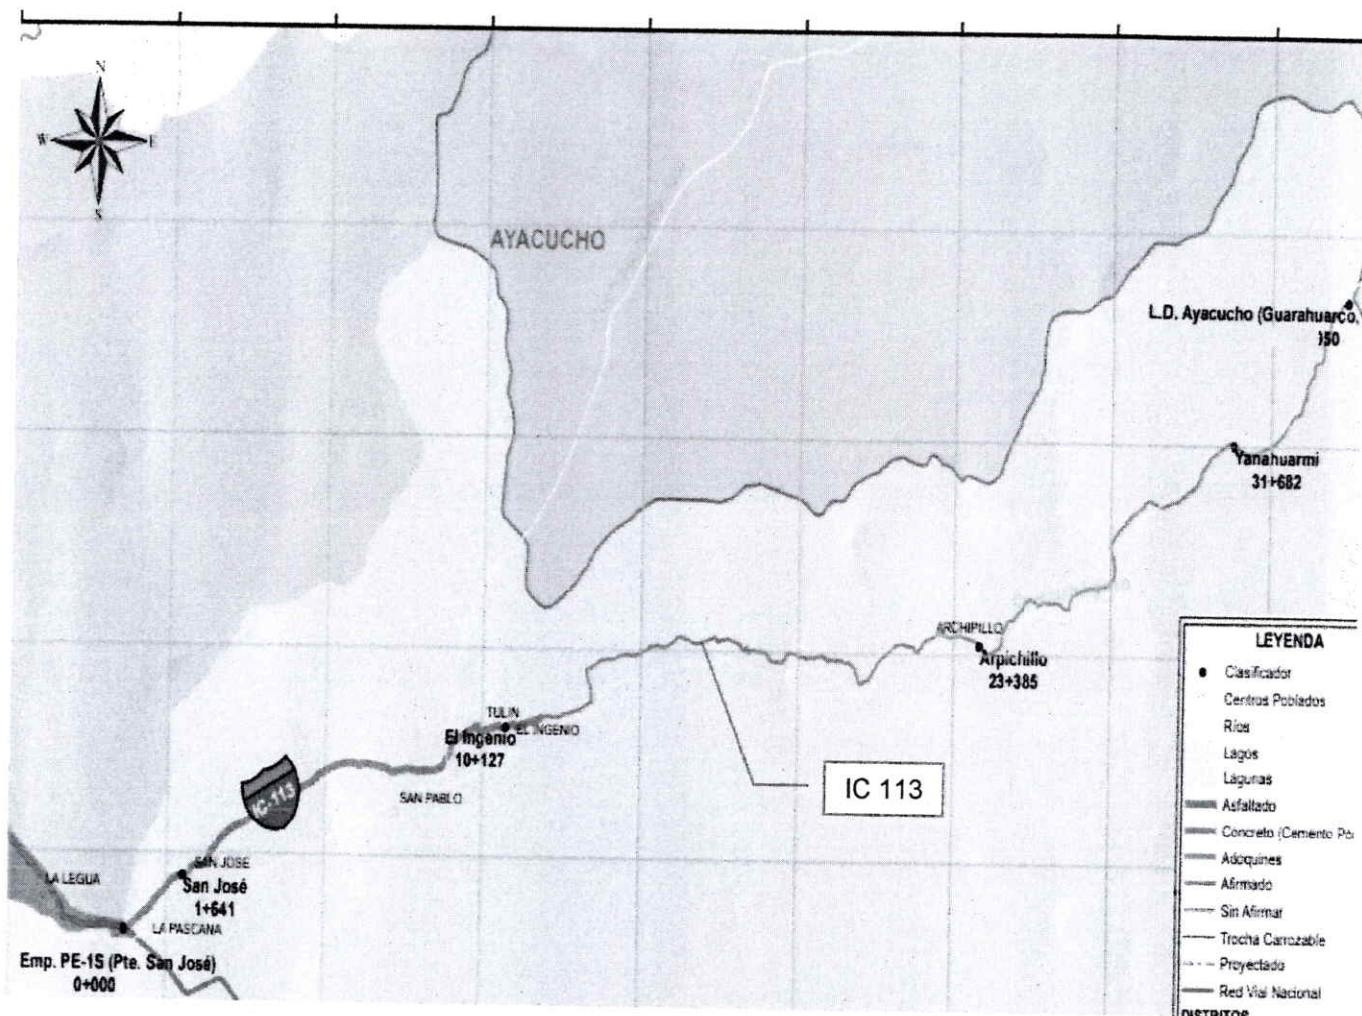 N
W
E
S
AYACUCHO
L.D. Ayacucho (Guarahuarco,
Yanahuarmi
31+682
ARCHIPILLO
Arpichillo
23+385
TULIN
El Ingenio
EL INGENIO
10+127
SAN PABLO
IC-113
IC 113
SAN JOSE
San José
1+641
LA LEGUA
LA PASCANA
Emp. PE-1S (Pte. San José)
0+000
LEYENDA
Clasificador
Centros Poblados
Ríos
Lagos
Lagunas
Asfaltado
Concreto (Cemento
Adoquines
Afirmado
Sin Afirmar
Trocha Carrozable
Proyectado
Red Vial Nacional
DISTRITOS